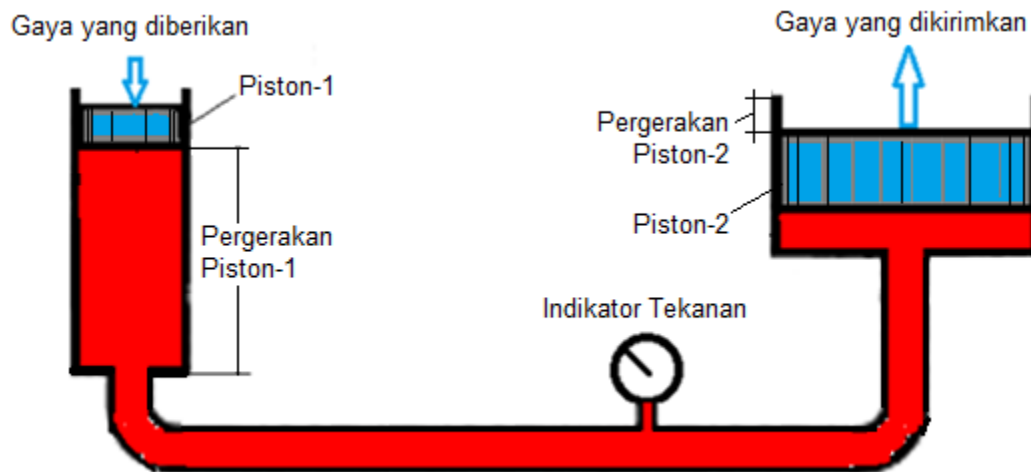 Gaya yang diberikan
Piston-1
Pergerakan
Piston-1
Indikator Tekanan
Gaya yang dikirimkan
Pergerakan
Piston-2
Piston-2